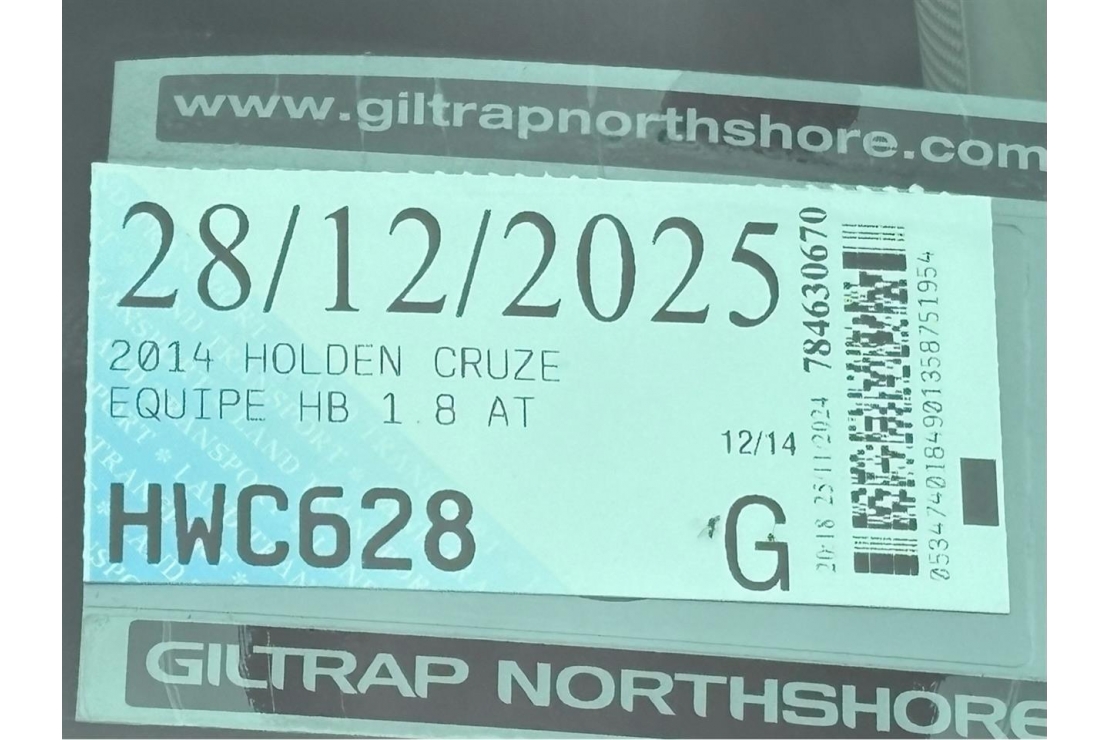 www.giltrapnorthshore.com
28/12/2025
2014 HOLDEN CRUZE
EQUIPE HB 1.8 AT
12/14
HWC628
G
784630670
20:18 25/11/2024
0534740184901358751954
GILTRAP NORTHSHORE